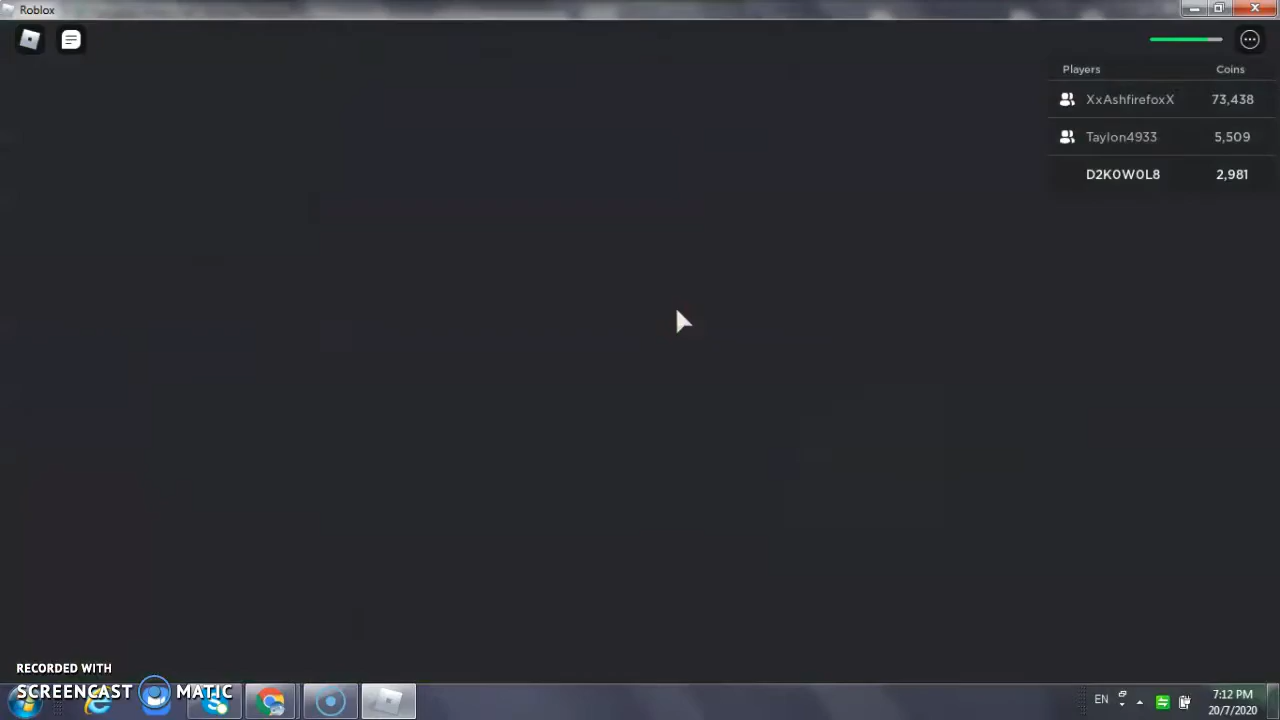 Roblox
Players Coins
XxAshfirefoxX 73,438
Taylon4933 5,509
D2K0W0L8 2,981
RECORDED WITH
SCREENCAST MATIC
EN
7:12 PM
20/7/2020